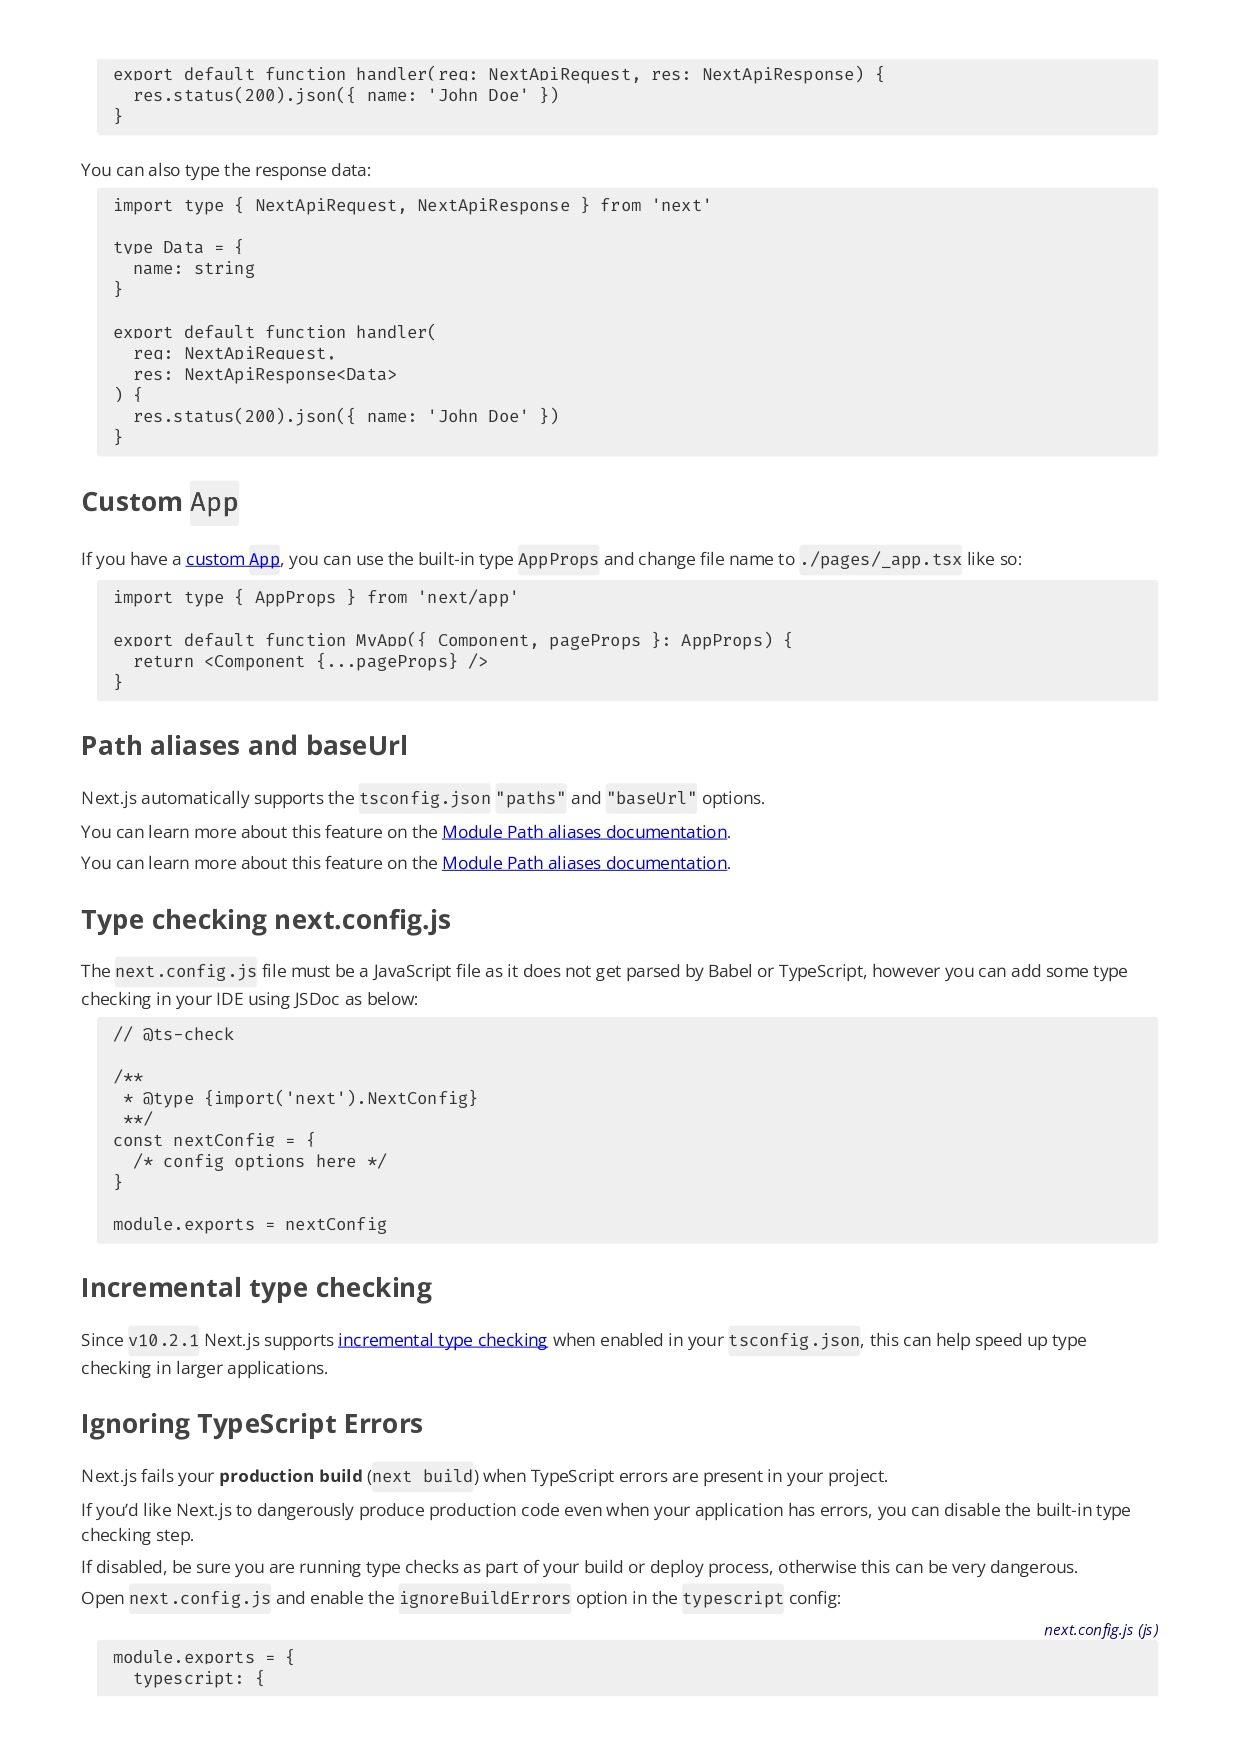 export default function handler(req: NextApiRequest, res: NextApiResponse) {
  res.status(200).json({ name: 'John Doe' })
}
You can also type the response data:
import type { NextApiRequest, NextApiResponse } from 'next'

type Data = {
  name: string
}

export default function handler(
  req: NextApiRequest,
  res: NextApiResponse<Data>
) {
  res.status(200).json({ name: 'John Doe' })
}
Custom App
If you have a custom App, you can use the built-in type AppProps and change file name to ./pages/_app.tsx like so:
import type { AppProps } from 'next/app'

export default function MyApp({ Component, pageProps }: AppProps) {
  return <Component {...pageProps} />
}
Path aliases and baseUrl
Next.js automatically supports the tsconfig.json "paths" and "baseUrl" options.
You can learn more about this feature on the Module Path aliases documentation.
You can learn more about this feature on the Module Path aliases documentation.
Type checking next.config.js
The next.config.js file must be a JavaScript file as it does not get parsed by Babel or TypeScript, however you can add some type
checking in your IDE using JSDoc as below:
// @ts-check

/**
 * @type {import('next').NextConfig}
 **/
const nextConfig = {
  /* config options here */
}

module.exports = nextConfig
Incremental type checking
Since v10.2.1 Next.js supports incremental type checking when enabled in your tsconfig.json, this can help speed up type
checking in larger applications.
Ignoring TypeScript Errors
Next.js fails your production build (next build) when TypeScript errors are present in your project.
If you’d like Next.js to dangerously produce production code even when your application has errors, you can disable the built-in type
checking step.
If disabled, be sure you are running type checks as part of your build or deploy process, otherwise this can be very dangerous.
Open next.config.js and enable the ignoreBuildErrors option in the typescript config:
next.config.js (js)
module.exports = {
  typescript: {